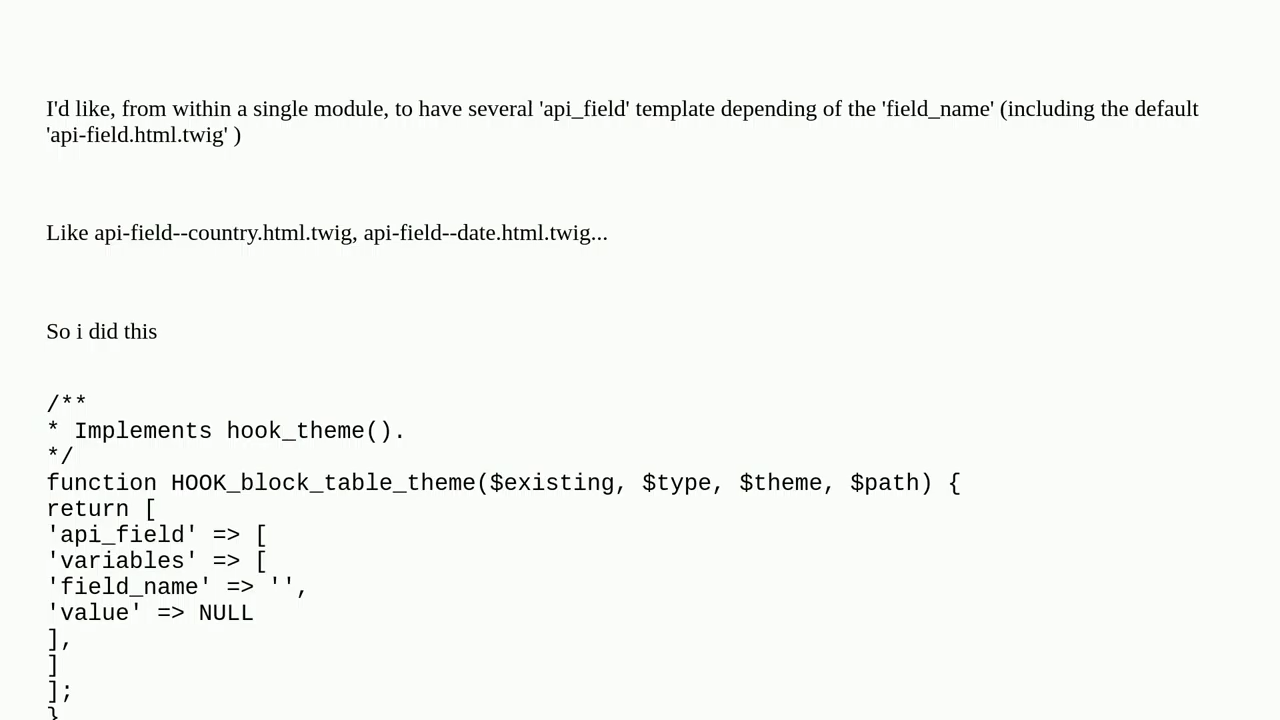 I'd like, from within a single module, to have several 'api_field' template depending of the 'field_name' (including the default
'api-field.html.twig' )
Like api-field--country.html.twig, api-field--date.html.twig...
So i did this
/**
* Implements hook_theme().
*/
function HOOK_block_table_theme($existing, $type, $theme, $path) {
return [
'api_field' => [
'variables' => [
'field_name' => '',
'value' => NULL
],
]
];
}